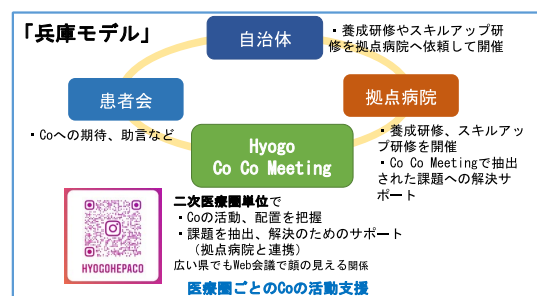 「兵庫モデル」
自治体
・養成研修やスキルアップ研
修を拠点病院へ依頼して開催
患者会
・Coへの期待、助言など
拠点病院
・養成研修、スキルアッ
プ研修を開催
・Co Co Meetingで抽出
された課題への解決サ
ポート
Hyogo
Co Co Meeting
二次医療圏単位で
・Coの活動、配置を把握
・課題を抽出、解決のためのサポート
（拠点病院と連携）
広い県でもWeb会議で顔の見える関係
HYOGOHEPACO
医療圏ごとのCoの活動支援